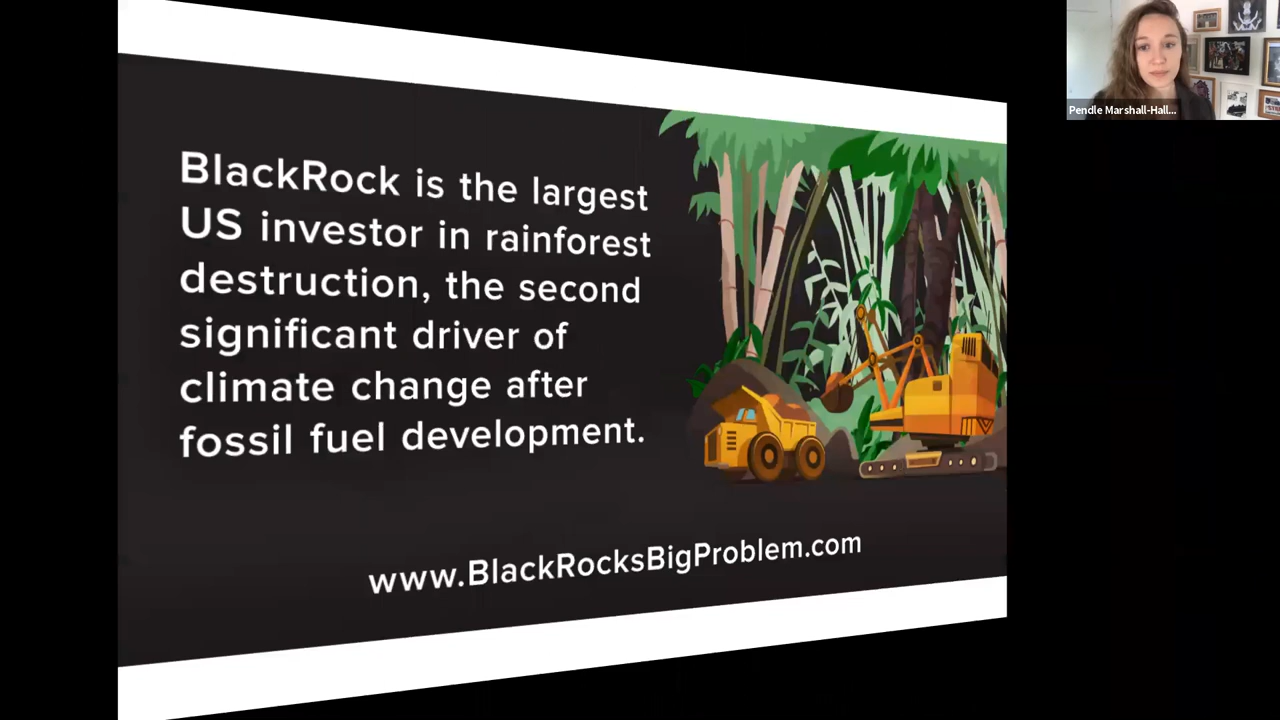 BlackRock is the largest
US investor in rainforest
destruction, the second
significant driver of
climate change after
fossil fuel development.
www.BlackRocksBigProblem.com
Pendle Marshall-Hall...